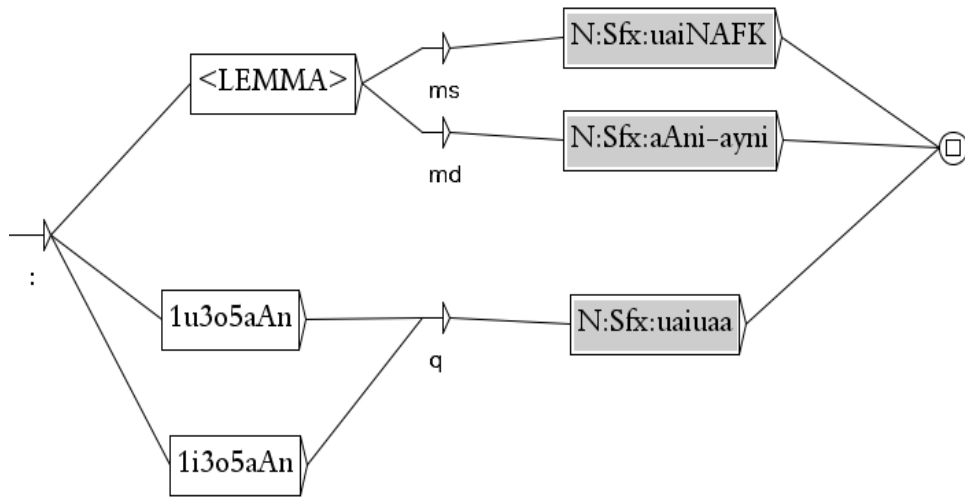 N:Sfx:uaiNAFK
<LEMMA>
ms
N:Sfx:aAni-ayni
md
:
1u3o5aAn
N:Sfx:uaiuaa
q
1i3o5aAn